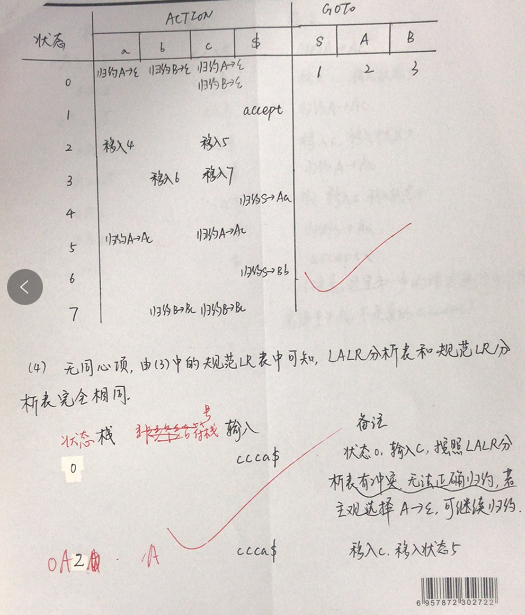 ACTION GOTO
状态 a b c $ S A B
0 归约A→ε 归约B→ε 归约A→ε 1 2 3
归约B→ε
1 accept
2 移入4 移入5
3 移入6 移入7
4 归约S→Aa
5 归约A→Ac 归约A→Ac
6 归约S→Bb
7 归约B→Bc 归约B→Bc
(4) 无同心项,由(3)中的规范LR表中可知,LALR分析表和规范LR分
析表完全相同.
状态栈 符号栈 输入 备注
0 ccca$ 状态0,输入C,按照LALR分
析表有冲突,无法正确归约,若
主观选择 A→ε,可继续归约.
0A2 A ccca$ 移入c,移入状态5
6 957872 302722